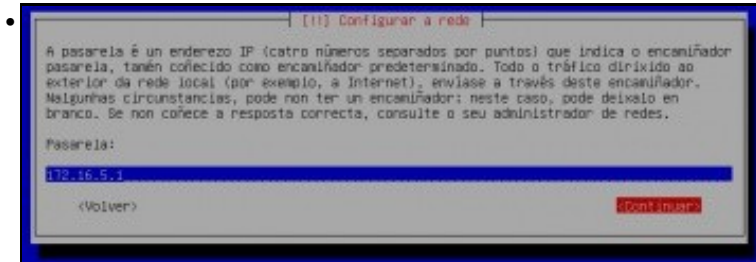 [!!] Configurar a rede
A pasarela é un enderezo IP (catro números separados por puntos) que indica o encamiñador
pasarela, tamén coñecido como encamiñador predeterminado. Todo o tráfico dirixido ao
exterior da rede local (por exemplo, a Internet), envíase a través deste encamiñador.
Nalgunhas circunstancias, pode non ter un encamiñador: neste caso, pode deixalo en
branco. Se non coñece a resposta correcta, consulte o seu administrador de redes.
Pasarela:
172.16.5.1
<Volver> <Continuar>